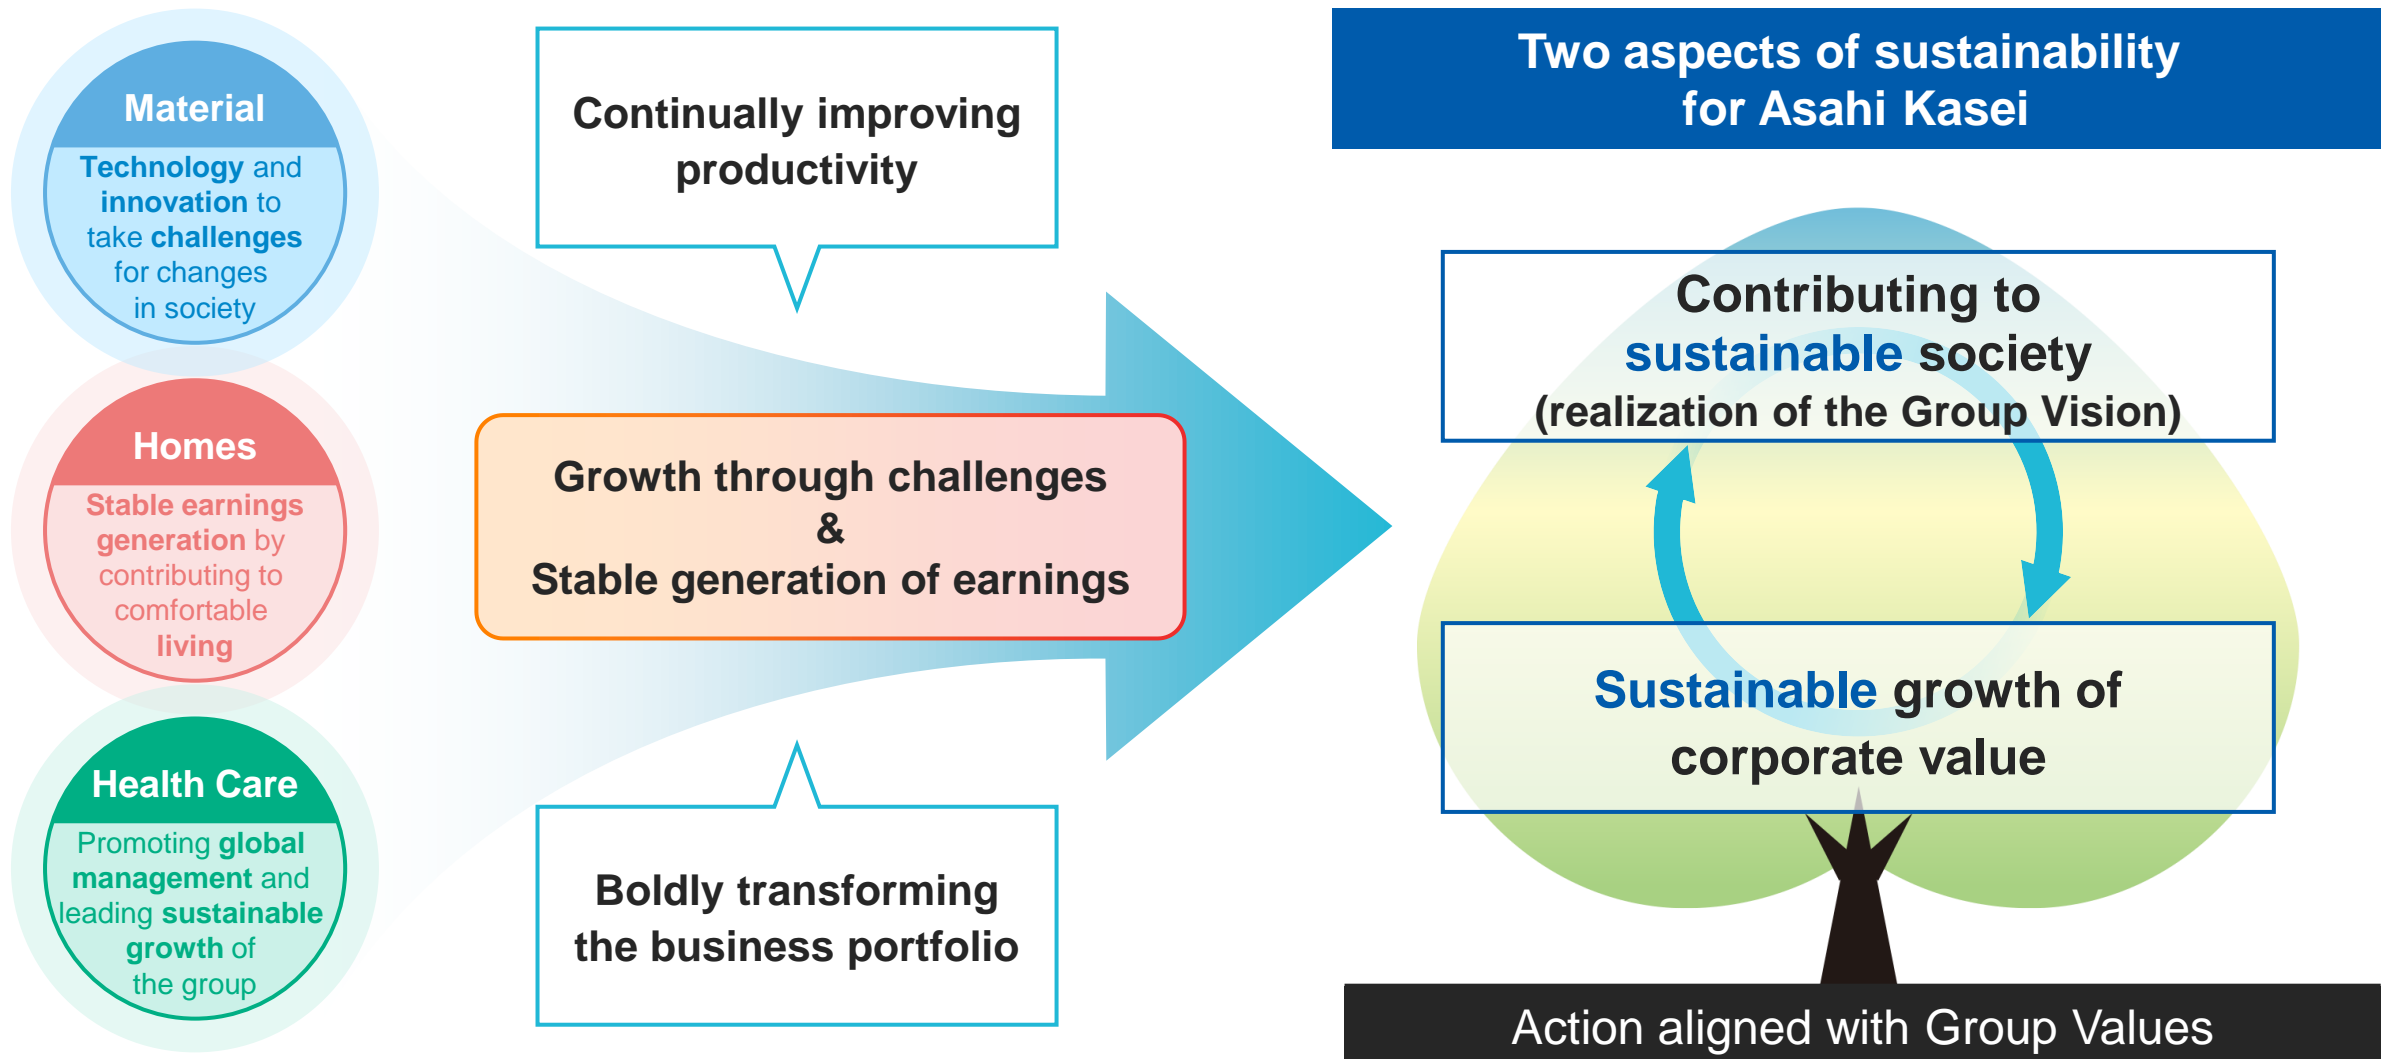 Material
Technology and
innovation to
take challenges
for changes
in society
Homes
Stable earnings
generation by
contributing to
comfortable
living
Health Care
Promoting global
management and
leading sustainable
growth of
the group
Continually improving
productivity
Growth through challenges
&
Stable generation of earnings
Boldly transforming
the business portfolio
Two aspects of sustainability
for Asahi Kasei
Contributing to
sustainable society
(realization of the Group Vision)
Sustainable growth of
corporate value
Action aligned with Group Values